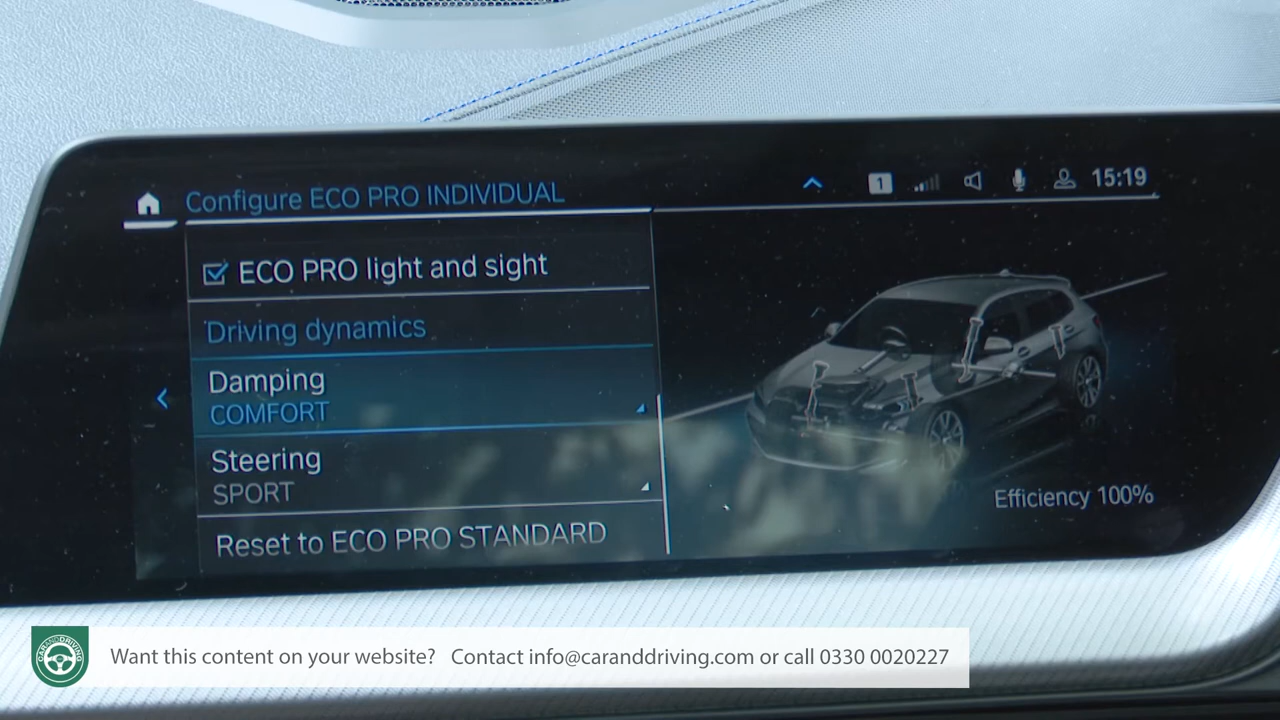 Configure ECO PRO INDIVIDUAL
1
15:19
ECO PRO light and sight
Driving dynamics
Damping
COMFORT
Steering
SPORT
Reset to ECO PRO STANDARD
Efficiency 100%
CARANDDRIVING
Want this content on your website? Contact info@caranddriving.com or call 0330 0020227